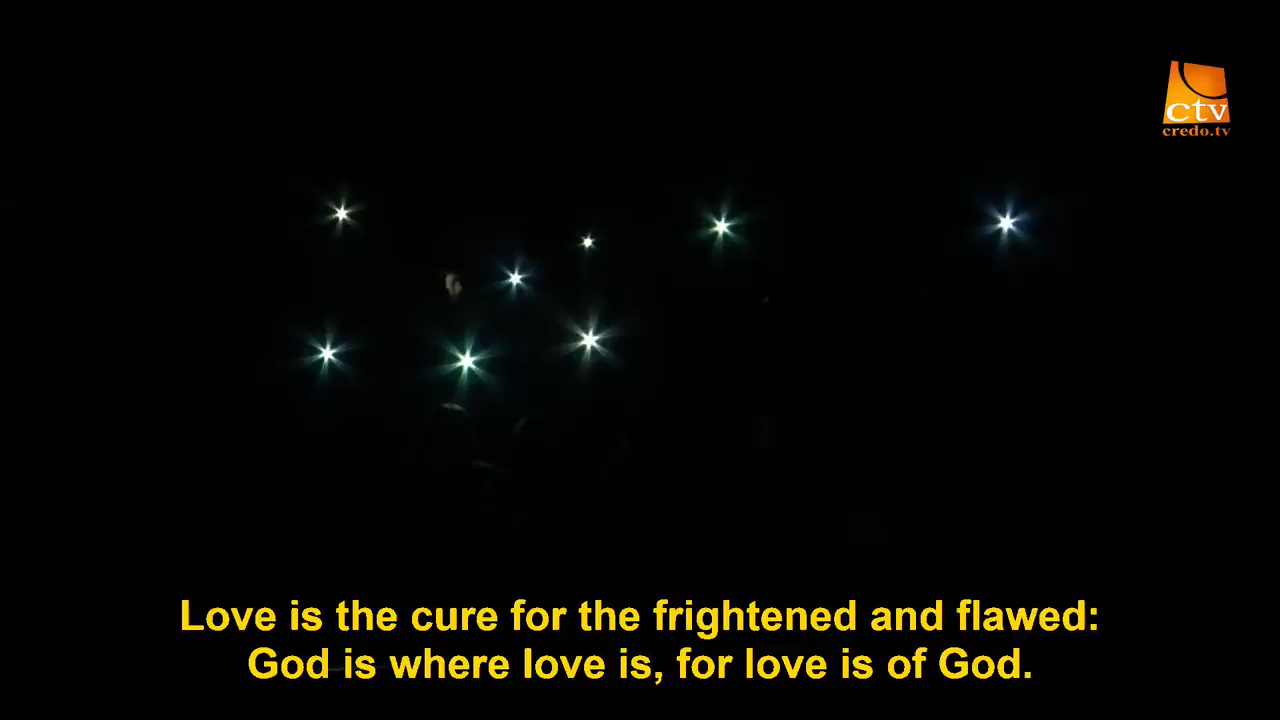 ctv
credo.tv
Love is the cure for the frightened and flawed:
God is where love is, for love is of God.